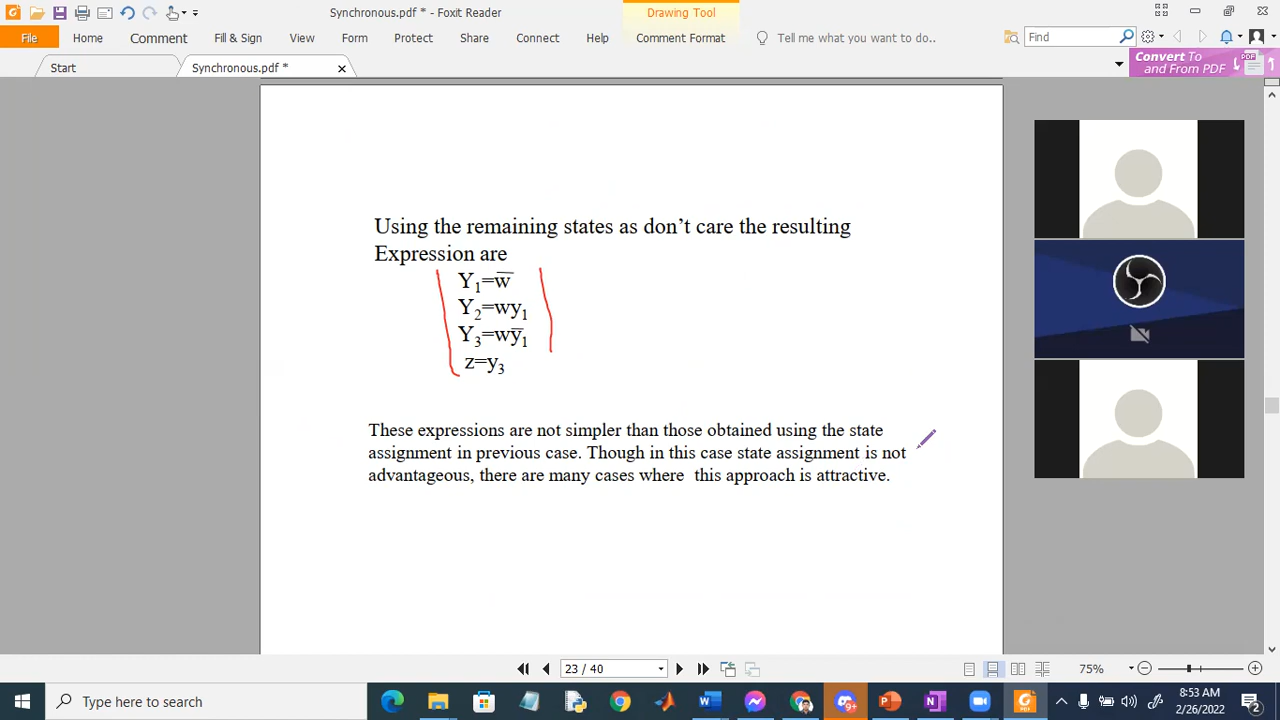 Synchronous.pdf * - Foxit Reader
Drawing Tool
File
Home
Comment
Fill & Sign
View
Form
Protect
Share
Connect
Help
Comment Format
Tell me what you want to do..
Find
Start
Synchronous.pdf *
Convert To
and From PDF
PDF
Using the remaining states as don’t care the resulting
Expression are
Y₁=w̅
Y₂=wy₁
Y₃=wy̅₁
z=y₃
These expressions are not simpler than those obtained using the state
assignment in previous case. Though in this case state assignment is not
advantageous, there are many cases where this approach is attractive.
23 / 40
75%
Type here to search
9+
8:53 AM
2/26/2022
2